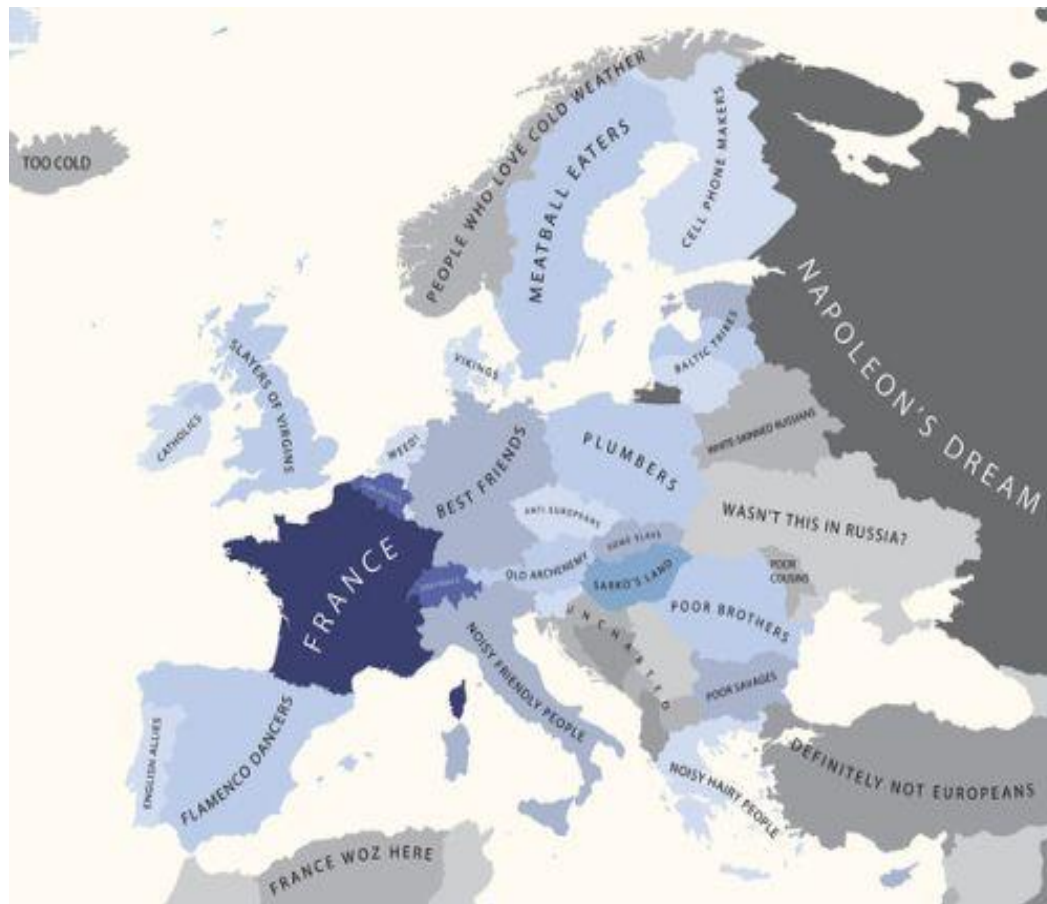 TOO COLD
PEOPLE WHO LOVE COLD WEATHER
MEATBALL EATERS
CELL PHONE MAKERS
NAPOLEON'S DREAM
BALTIC TRIBES
VIKINGS
SLAYERS OF VIRGINS
CATHOLICS
WEED!
BEST FRIENDS
PLUMBERS
WHITE-SKINNED RUSSIANS
WASN'T THIS IN RUSSIA?
ANTI EUROPEANS
SOME SLAVS
OLD ARCHENEMY
SARKO'S LAND
POOR
COUSINS
POOR BROTHERS
FRANCE
UNCHARTED
POOR SAVAGES
NOISY FRIENDLY PEOPLE
ENGLISH ALLIES
FLAMENCO DANCERS
NOISY HAIRY PEOPLE
DEFINITELY NOT EUROPEANS
FRANCE WOZ HERE